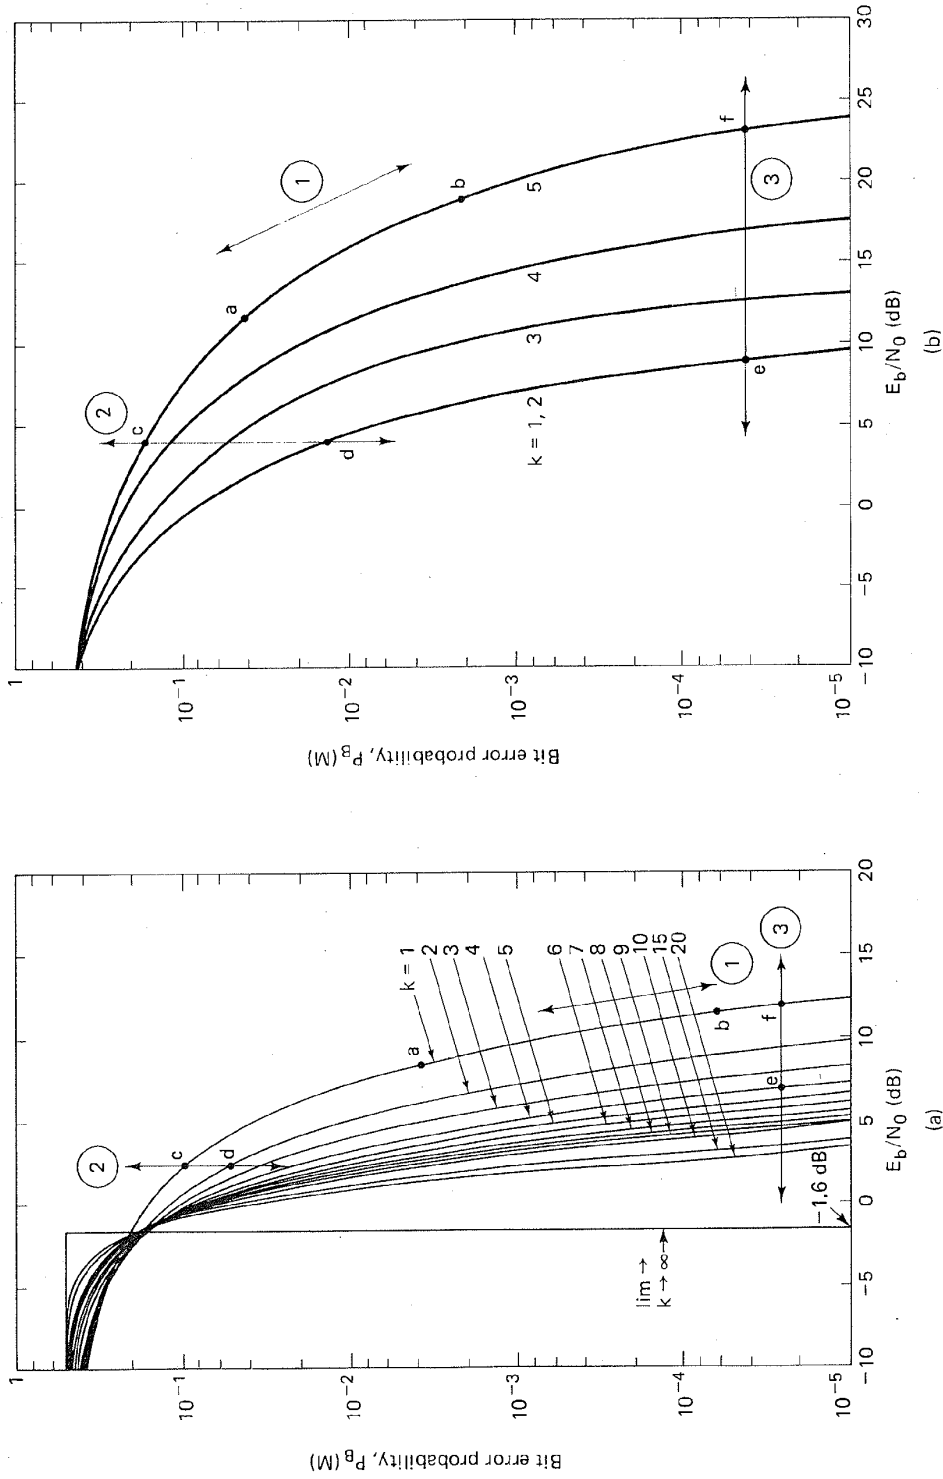 Bit error probability, P_B(M)
1
10^-1
10^-2
10^-3
10^-4
10^-5
-10
-5
0
5
10
15
20
E_b/N_0 (dB)
(a)
2
c
d
a
k = 1
2
3
4
5
6
7
8
9
10
15
20
1
b
f
e
3
lim →
k → ∞
-1.6 dB
Bit error probability, P_B(M)
1
10^-1
10^-2
10^-3
10^-4
10^-5
-10
-5
0
5
10
15
20
25
30
E_b/N_0 (dB)
(b)
2
c
d
a
1
b
k = 1, 2
3
4
5
e
f
3